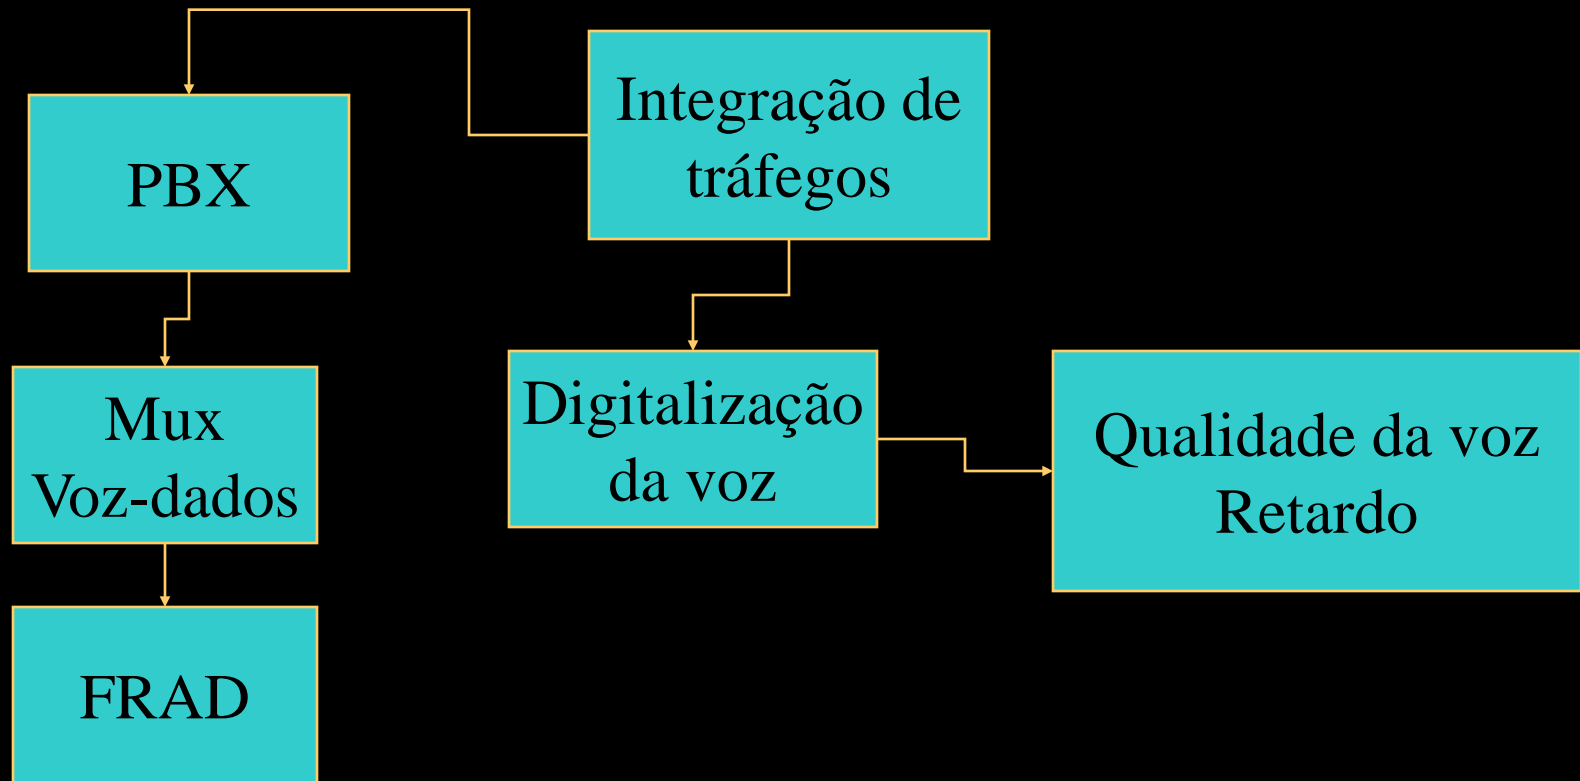 Integração de
tráfegos
PBX
Mux
Voz-dados
FRAD
Digitalização
da voz
Qualidade da voz
Retardo